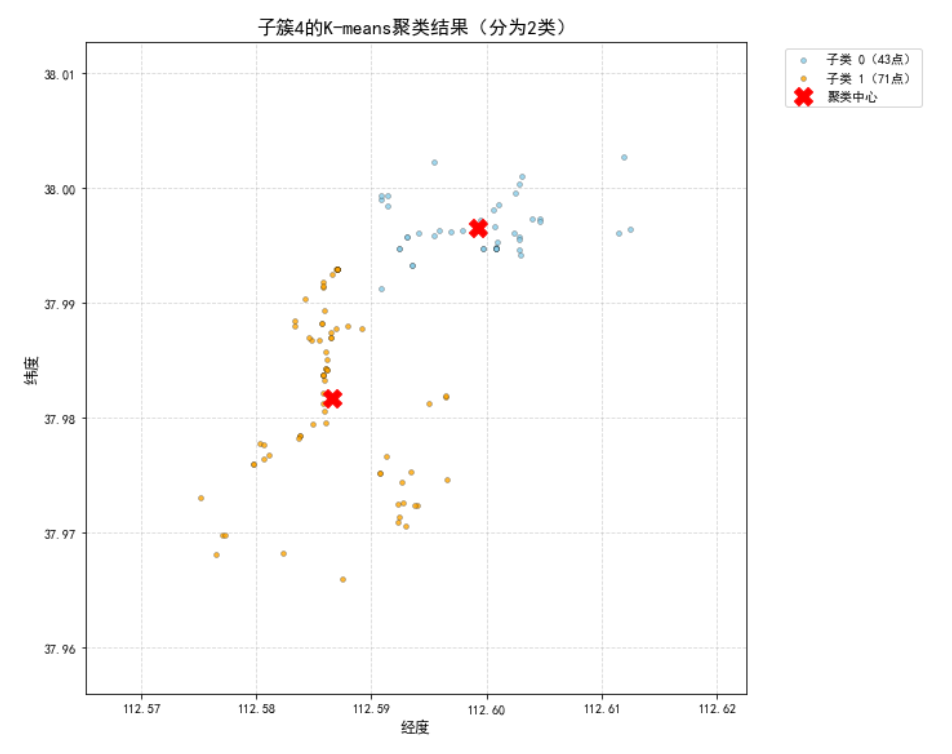 子簇4的K-means聚类结果（分为2类）
子类 0（43点）
子类 1（71点）
聚类中心
38.01
38.00
37.99
37.98
37.97
37.96
纬度
112.57 112.58 112.59 112.60 112.61 112.62
经度